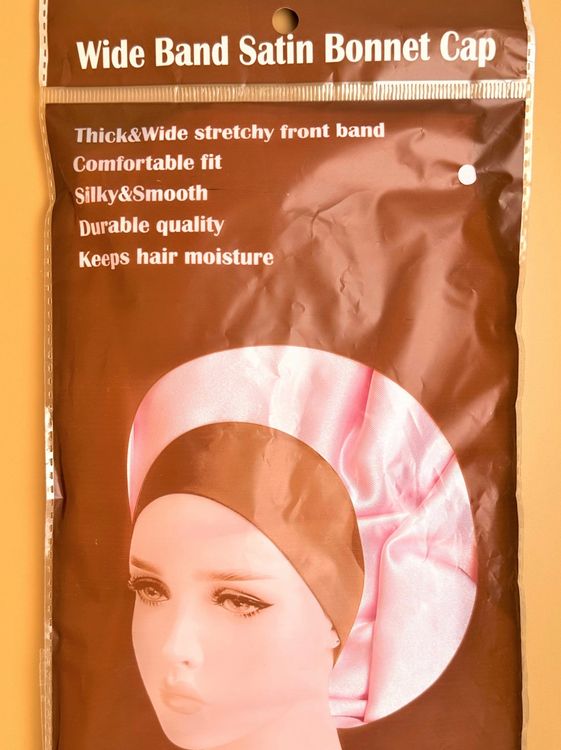 Wide Band Satin Bonnet Cap
Thick&Wide stretchy front band
Comfortable fit
Silky&Smooth
Durable quality
Keeps hair moisture